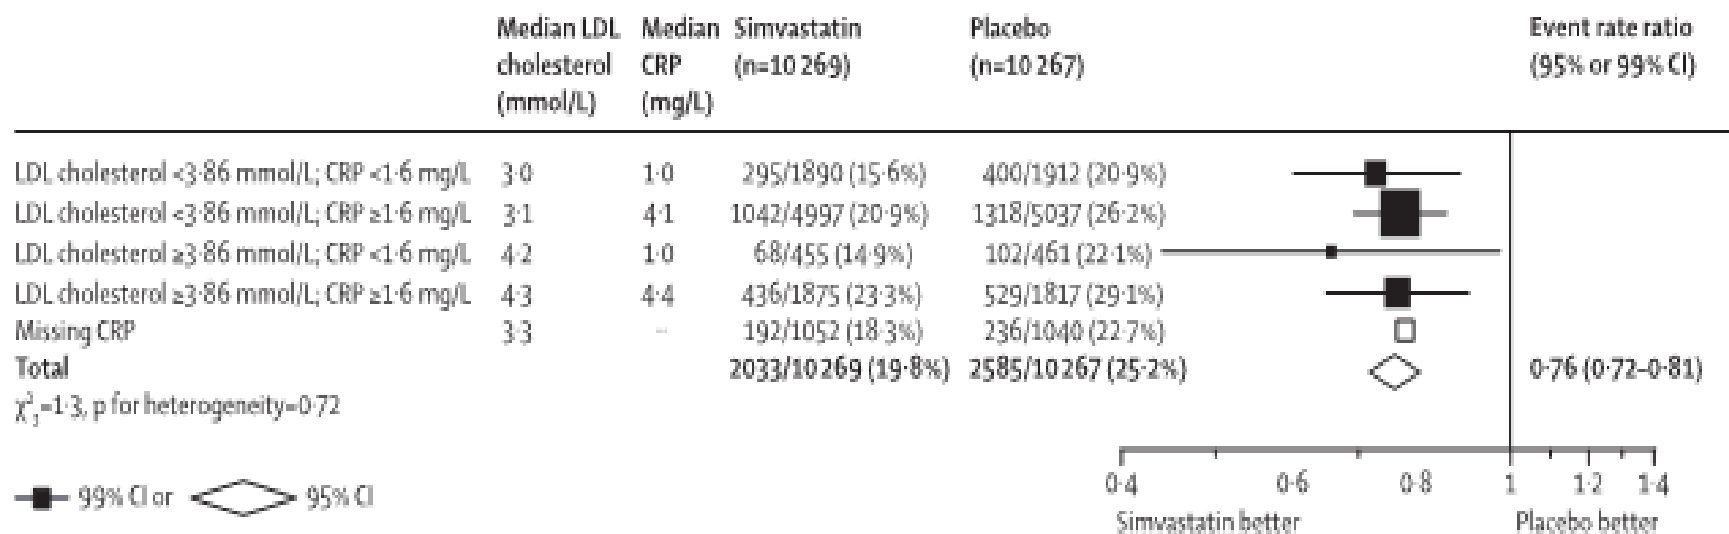 Median LDL Median Simvastatin Placebo Event rate ratio
cholesterol CRP (n=10 269) (n=10 267) (95% or 99% CI)
(mmol/L) (mg/L)
LDL cholesterol <3·86 mmol/L; CRP <1·6 mg/L 3·0 1·0 295/1890 (15·6%) 400/1912 (20·9%)
LDL cholesterol <3·86 mmol/L; CRP ≥1·6 mg/L 3·1 4·1 1042/4997 (20·9%) 1318/5037 (26·2%)
LDL cholesterol ≥3·86 mmol/L; CRP <1·6 mg/L 4·2 1·0 68/455 (14·9%) 102/461 (22·1%)
LDL cholesterol ≥3·86 mmol/L; CRP ≥1·6 mg/L 4·3 4·4 436/1875 (23·3%) 529/1817 (29·1%)
Missing CRP 3·3 -- 192/1052 (18·3%) 236/1040 (22·7%)
Total 2033/10 269 (19·8%) 2585/10 267 (25·2%) 0·76 (0·72–0·81)
χ²₃=1·3, p for heterogeneity=0·72
99% CI or 95% CI
0·4 0·6 0·8 1 1·2 1·4
Simvastatin better Placebo better